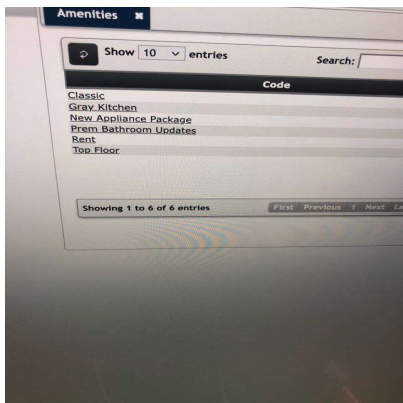 Amenities ✖
Show 10 entries Search:
Code
Classic
Gray Kitchen
New Appliance Package
Prem Bathroom Updates
Rent
Top Floor
Showing 1 to 6 of 6 entries First Previous 1 Next